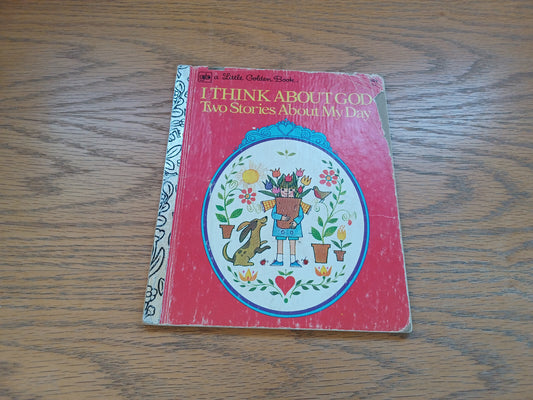 a Little Golden Book
I THINK ABOUT GOD
Two Stories About My Day